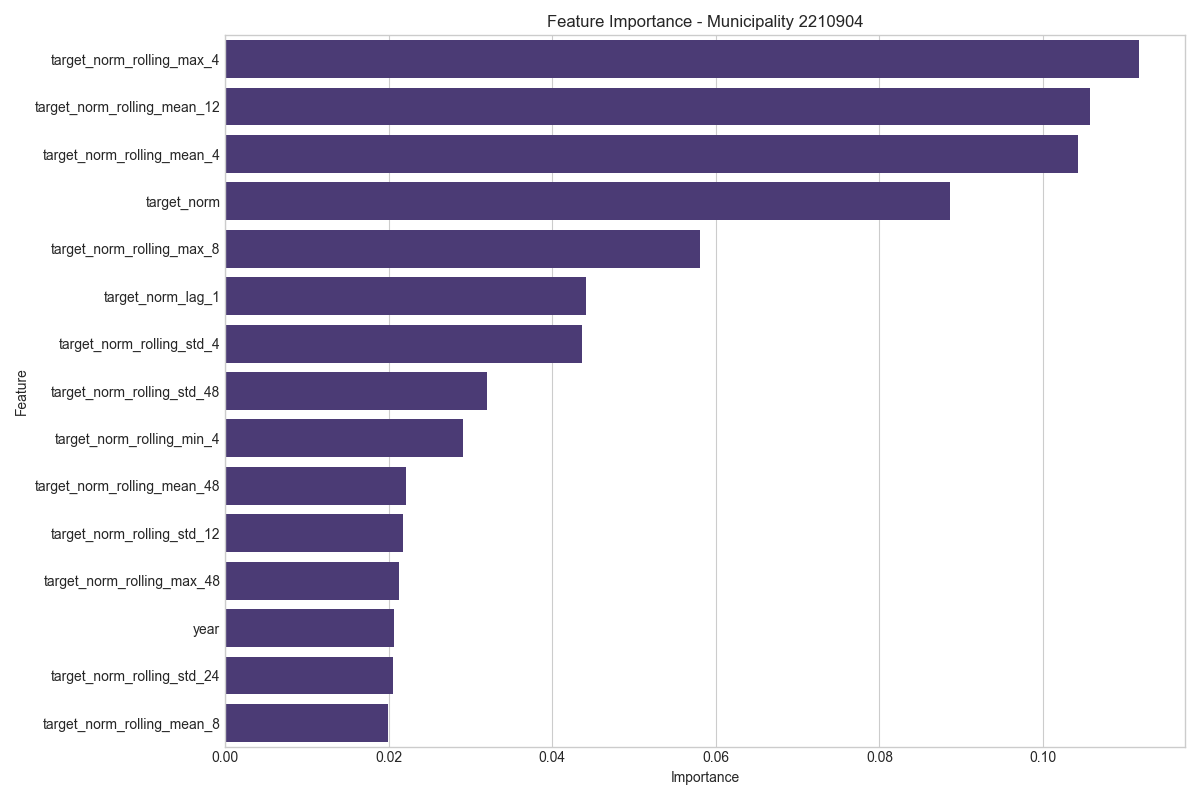 Feature Importance - Municipality 2210904
target_norm_rolling_max_4
target_norm_rolling_mean_12
target_norm_rolling_mean_4
target_norm
target_norm_rolling_max_8
target_norm_lag_1
target_norm_rolling_std_4
target_norm_rolling_std_48
target_norm_rolling_min_4
target_norm_rolling_mean_48
target_norm_rolling_std_12
target_norm_rolling_max_48
year
target_norm_rolling_std_24
target_norm_rolling_mean_8
Feature
0.00 0.02 0.04 0.06 0.08 0.10
Importance